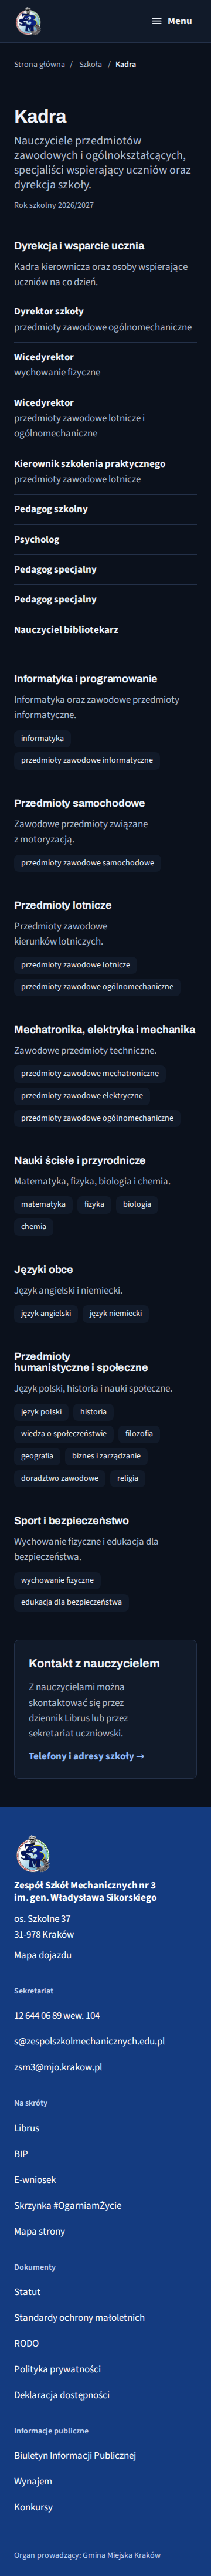 Menu
Strona główna / Szkoła / Kadra
Kadra
Nauczyciele przedmiotów
zawodowych i ogólnokształcących,
specjaliści wspierający uczniów oraz
dyrekcja szkoły.
Rok szkolny 2026/2027
Dyrekcja i wsparcie ucznia
Kadra kierownicza oraz osoby wspierające
uczniów na co dzień.
Dyrektor szkoły
przedmioty zawodowe ogólnomechaniczne
Wicedyrektor
wychowanie fizyczne
Wicedyrektor
przedmioty zawodowe lotnicze i
ogólnomechaniczne
Kierownik szkolenia praktycznego
przedmioty zawodowe lotnicze
Pedagog szkolny
Psycholog
Pedagog specjalny
Pedagog specjalny
Nauczyciel bibliotekarz
Informatyka i programowanie
Informatyka oraz zawodowe przedmioty
informatyczne.
informatyka
przedmioty zawodowe informatyczne
Przedmioty samochodowe
Zawodowe przedmioty związane
z motoryzacją.
przedmioty zawodowe samochodowe
Przedmioty lotnicze
Przedmioty zawodowe
kierunków lotniczych.
przedmioty zawodowe lotnicze
przedmioty zawodowe ogólnomechaniczne
Mechatronika, elektryka i mechanika
Zawodowe przedmioty techniczne.
przedmioty zawodowe mechatroniczne
przedmioty zawodowe elektryczne
przedmioty zawodowe ogólnomechaniczne
Nauki ścisłe i przyrodnicze
Matematyka, fizyka, biologia i chemia.
matematyka fizyka biologia
chemia
Języki obce
Języki angielski i niemiecki.
język angielski język niemiecki
Przedmioty
humanistyczne i społeczne
Język polski, historia i nauki społeczne.
język polski historia
wiedza o społeczeństwie filozofia
geografia biznes i zarządzanie
doradztwo zawodowe religia
Sport i bezpieczeństwo
Wychowanie fizyczne i edukacja dla
bezpieczeństwa.
wychowanie fizyczne
edukacja dla bezpieczeństwa
Kontakt z nauczycielem
Z nauczycielami można
skontaktować się przez
dziennik Librus lub przez
sekretariat uczniowski.
Telefony i adresy szkoły →
Zespół Szkół Mechanicznych nr 3
im. gen. Władysława Sikorskiego
os. Szkolne 37
31-978 Kraków
Mapa dojazdu
Sekretariat
12 644 06 89 wew. 104
s@zespolszkolmechanicznych.edu.pl
zsm3@mjo.krakow.pl
Na skróty
Librus
BIP
E-wniosek
Skrzynka #OgarniamŻycie
Mapa strony
Dokumenty
Statut
Standardy ochrony małoletnich
RODO
Polityka prywatności
Deklaracja dostępności
Informacje publiczne
Biuletyn Informacji Publicznej
Wynajem
Konkursy
Organ prowadzący: Gmina Miejska Kraków